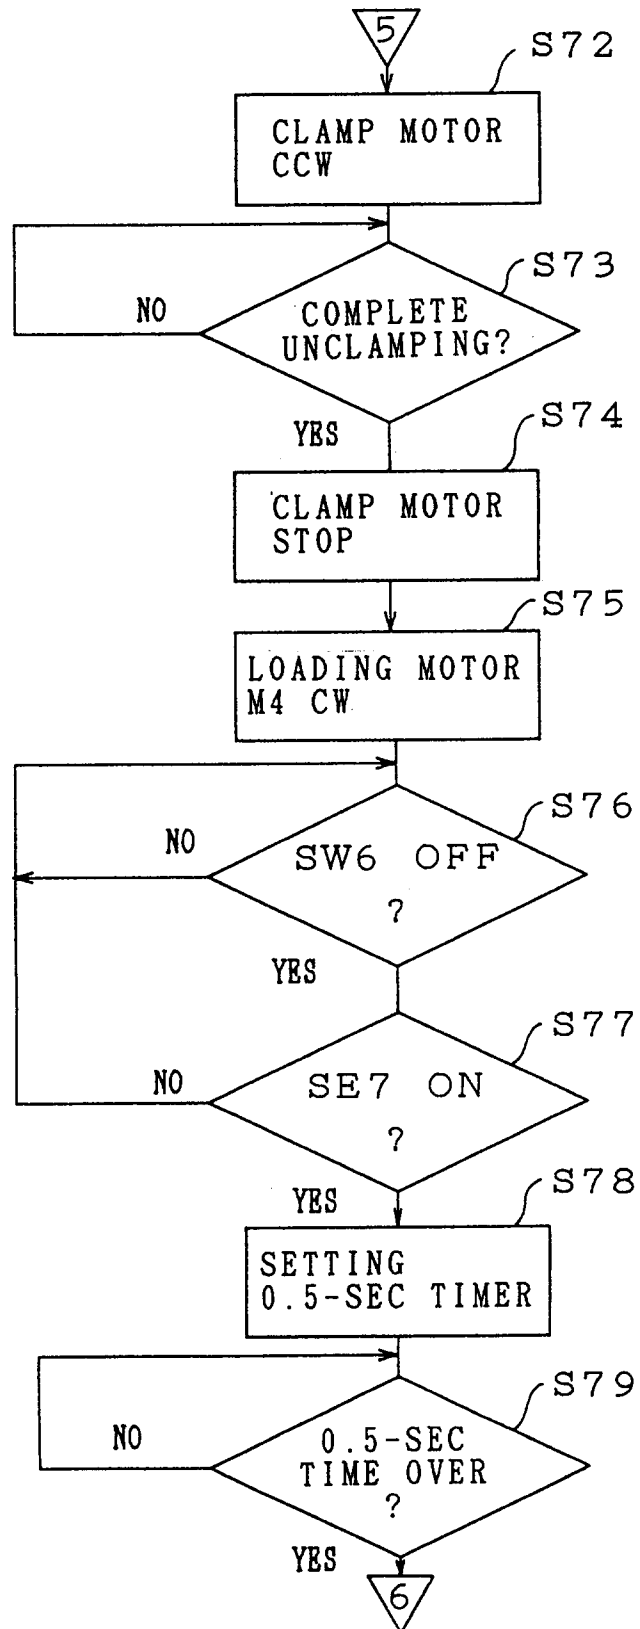 5
S72
CLAMP MOTOR
CCW
S73
NO
COMPLETE
UNCLAMPING?
YES
S74
CLAMP MOTOR
STOP
S75
LOADING MOTOR
M4 CW
S76
NO
SW6 OFF
?
YES
S77
NO
SE7 ON
?
YES
S78
SETTING
0.5-SEC TIMER
S79
NO
0.5-SEC
TIME OVER
?
YES
6